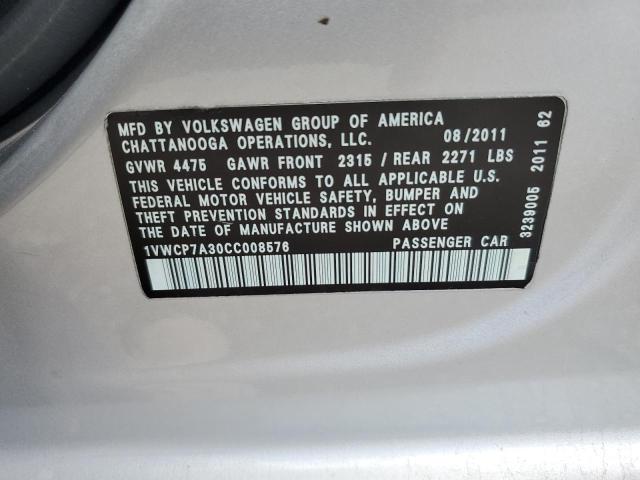 MFD BY VOLKSWAGEN GROUP OF AMERICA
CHATTANOOGA OPERATIONS, LLC. 08/2011
GVWR 4475 GAWR FRONT 2315 / REAR 2271 LBS
THIS VEHICLE CONFORMS TO ALL APPLICABLE U.S.
FEDERAL MOTOR VEHICLE SAFETY, BUMPER AND
THEFT PREVENTION STANDARDS IN EFFECT ON
THE DATE OF MANUFACTURE SHOWN ABOVE
1VWCP7A30CC008576 PASSENGER CAR
3239005 2011 62